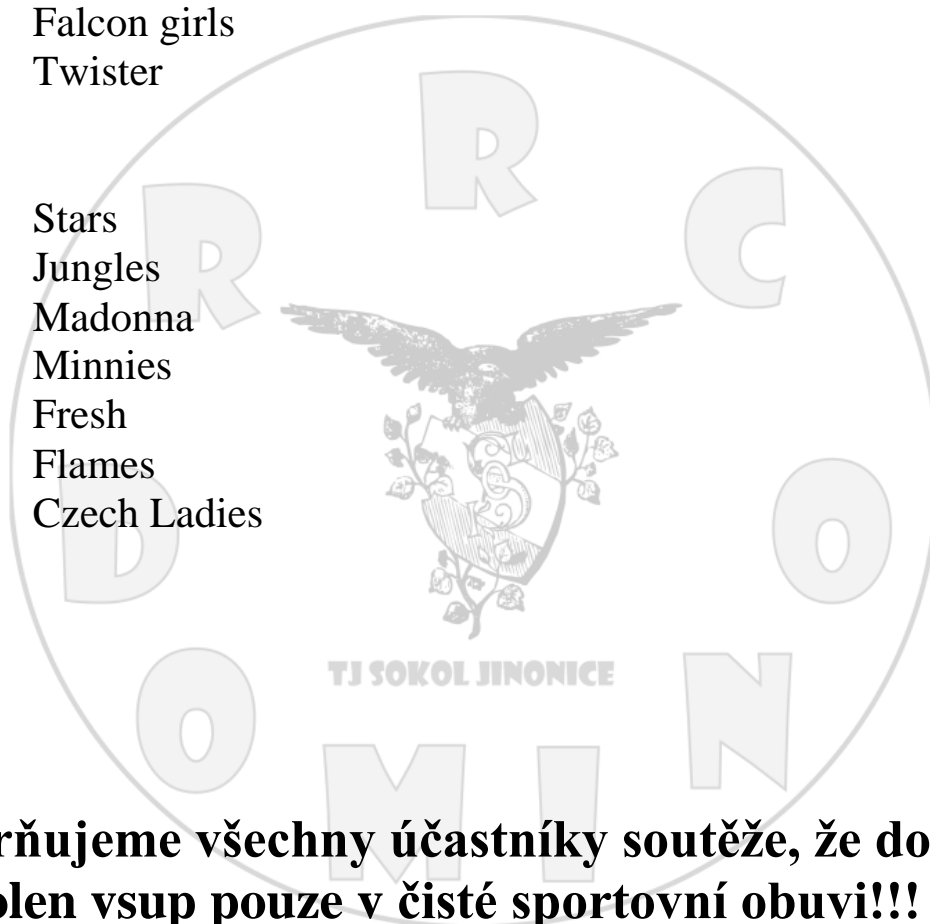 Falcon girls
Twister
Stars
Jungles
Madonna
Minnies
Fresh
Flames
Czech Ladies
R R C D O O M I N O
TJ SOKOL JINONICE
rňujeme všechny účastníky soutěže, že do
olen vsup pouze v čisté sportovní obuvi!!!